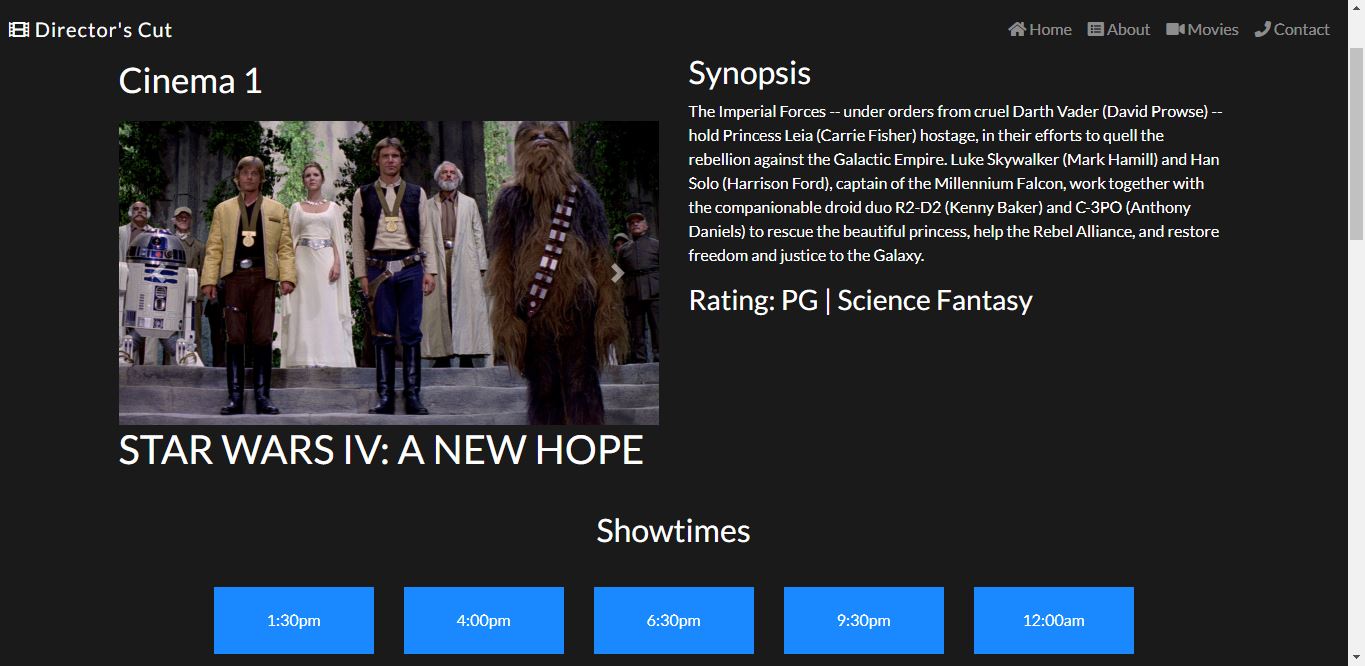 Director's Cut
Home
About
Movies
Contact
Cinema 1
STAR WARS IV: A NEW HOPE
Synopsis
The Imperial Forces -- under orders from cruel Darth Vader (David Prowse) --
hold Princess Leia (Carrie Fisher) hostage, in their efforts to quell the
rebellion against the Galactic Empire. Luke Skywalker (Mark Hamill) and Han
Solo (Harrison Ford), captain of the Millennium Falcon, work together with
the companionable droid duo R2-D2 (Kenny Baker) and C-3PO (Anthony
Daniels) to rescue the beautiful princess, help the Rebel Alliance, and restore
freedom and justice to the Galaxy.
Rating: PG | Science Fantasy
Showtimes
1:30pm
4:00pm
6:30pm
9:30pm
12:00am